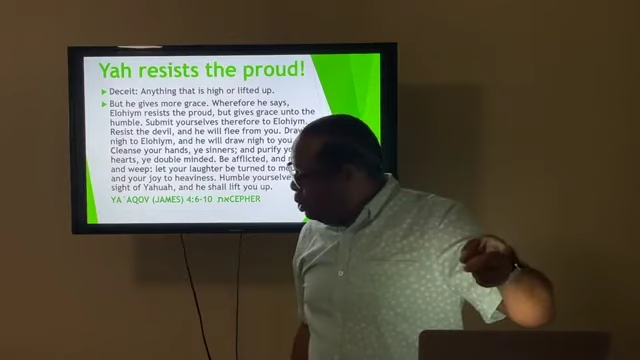 Yah resists the proud!
Deceit: Anything that is high or lifted up.
But he gives more grace. Wherefore he says,
Elohiym resists the proud, but gives grace unto the
humble. Submit yourselves therefore to Elohiym.
Resist the devil, and he will flee from you. Draw
nigh to Elohiym, and he will draw nigh to you
Cleanse your hands, ye sinners; and purify
hearts, ye double minded. Be afflicted, and
and weep: let your laughter be turned to
and your joy to heaviness. Humble yourselve
sight of Yahuah, and he shall lift you up.
YA`AQOV (JAMES) 4:6-10 את CEPHER